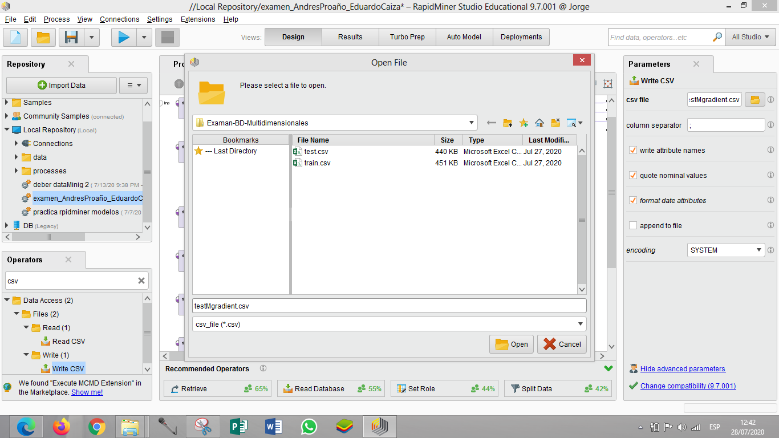 //Local Repository/examen_AndresProaño_EduardoCaiza* – RapidMiner Studio Educational 9.7.001 @ Jorge
File Edit Process View Connections Settings Extensions Help
Views: Design Results Turbo Prep Auto Model Deployments
Find data, operators...etc
All Studio
Repository
Import Data
Samples
Community Samples (connected)
Local Repository (Local)
Connections
data
processes
deber dataMinig 2 (7/13/20 9:38 PM
examen_AndresProaño_EduardoC
practica rpidminer modelos (7/7/20
DB (Legacy)
Operators
csv
Data Access (2)
Files (2)
Read (1)
Read CSV
Write (1)
Write CSV
We found "Execute MCMD Extension" in
the Marketplace. Show me!
Open File
Please select a file to open.
Examan-BD-Multidimensionales
Bookmarks
--- Last Directory
File Name Size Type Last Modifi...
test.csv 440 KB Microsoft Excel C... Jul 27, 2020
train.csv 451 KB Microsoft Excel C... Jul 27, 2020
testMgradient.csv
csv_file (*.csv)
Open
Cancel
Recommended Operators
Retrieve 65%
Read Database 55%
Set Role 44%
Split Data 42%
Parameters
Write CSV
csv file
stMgradient.csv
column separator ;
write attribute names
quote nominal values
format date attributes
append to file
encoding SYSTEM
Hide advanced parameters
Change compatibility (9.7.001)
ESP
12:42
28/07/2020